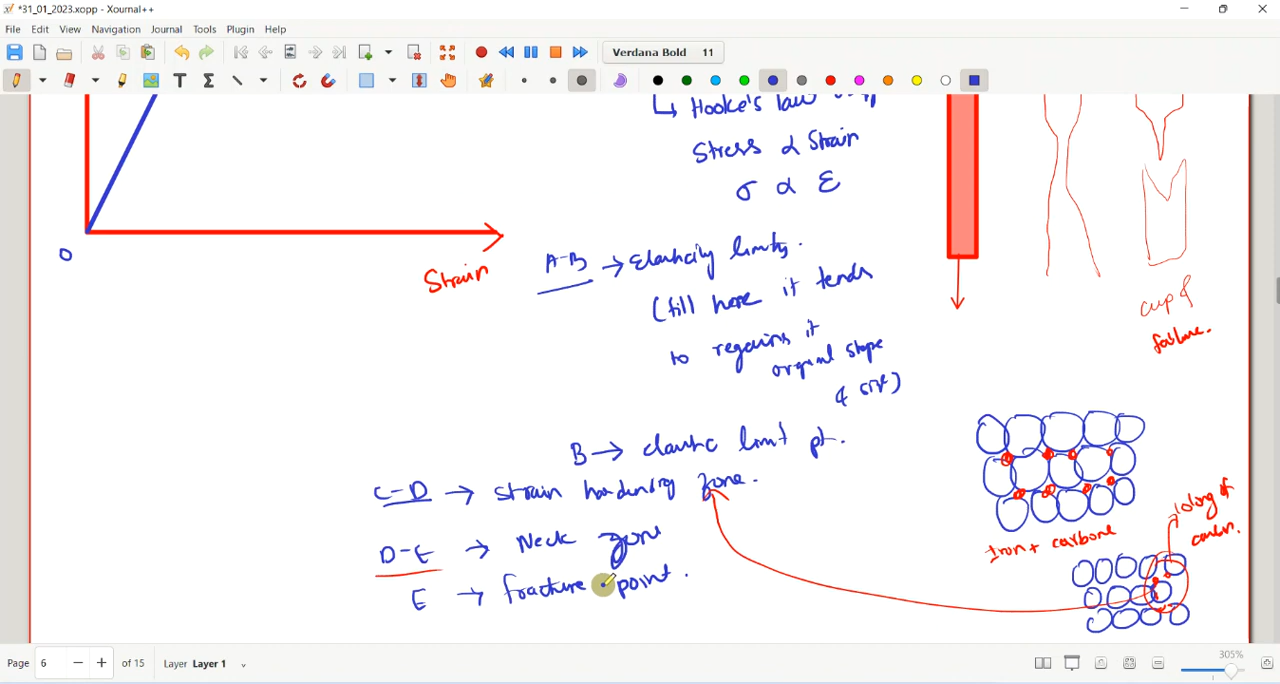 *31_01_2023.xopp - Xournal++
File Edit View Navigation Journal Tools Plugin Help
Verdana Bold 11
↳ Hooke's law
Stress α Strain
σ α ε
O
Strain
A-B → Elasticity limits.
(till here it tends
to regains it
original shape
& size)
B → elastic limit pt.
C-D → strain hardening zone.
D-E → Neck zone
E → fracture point.
cup &
failure.
Iron + carbone
locking of
carbon.
Page 6 of 15 Layer Layer 1
305%